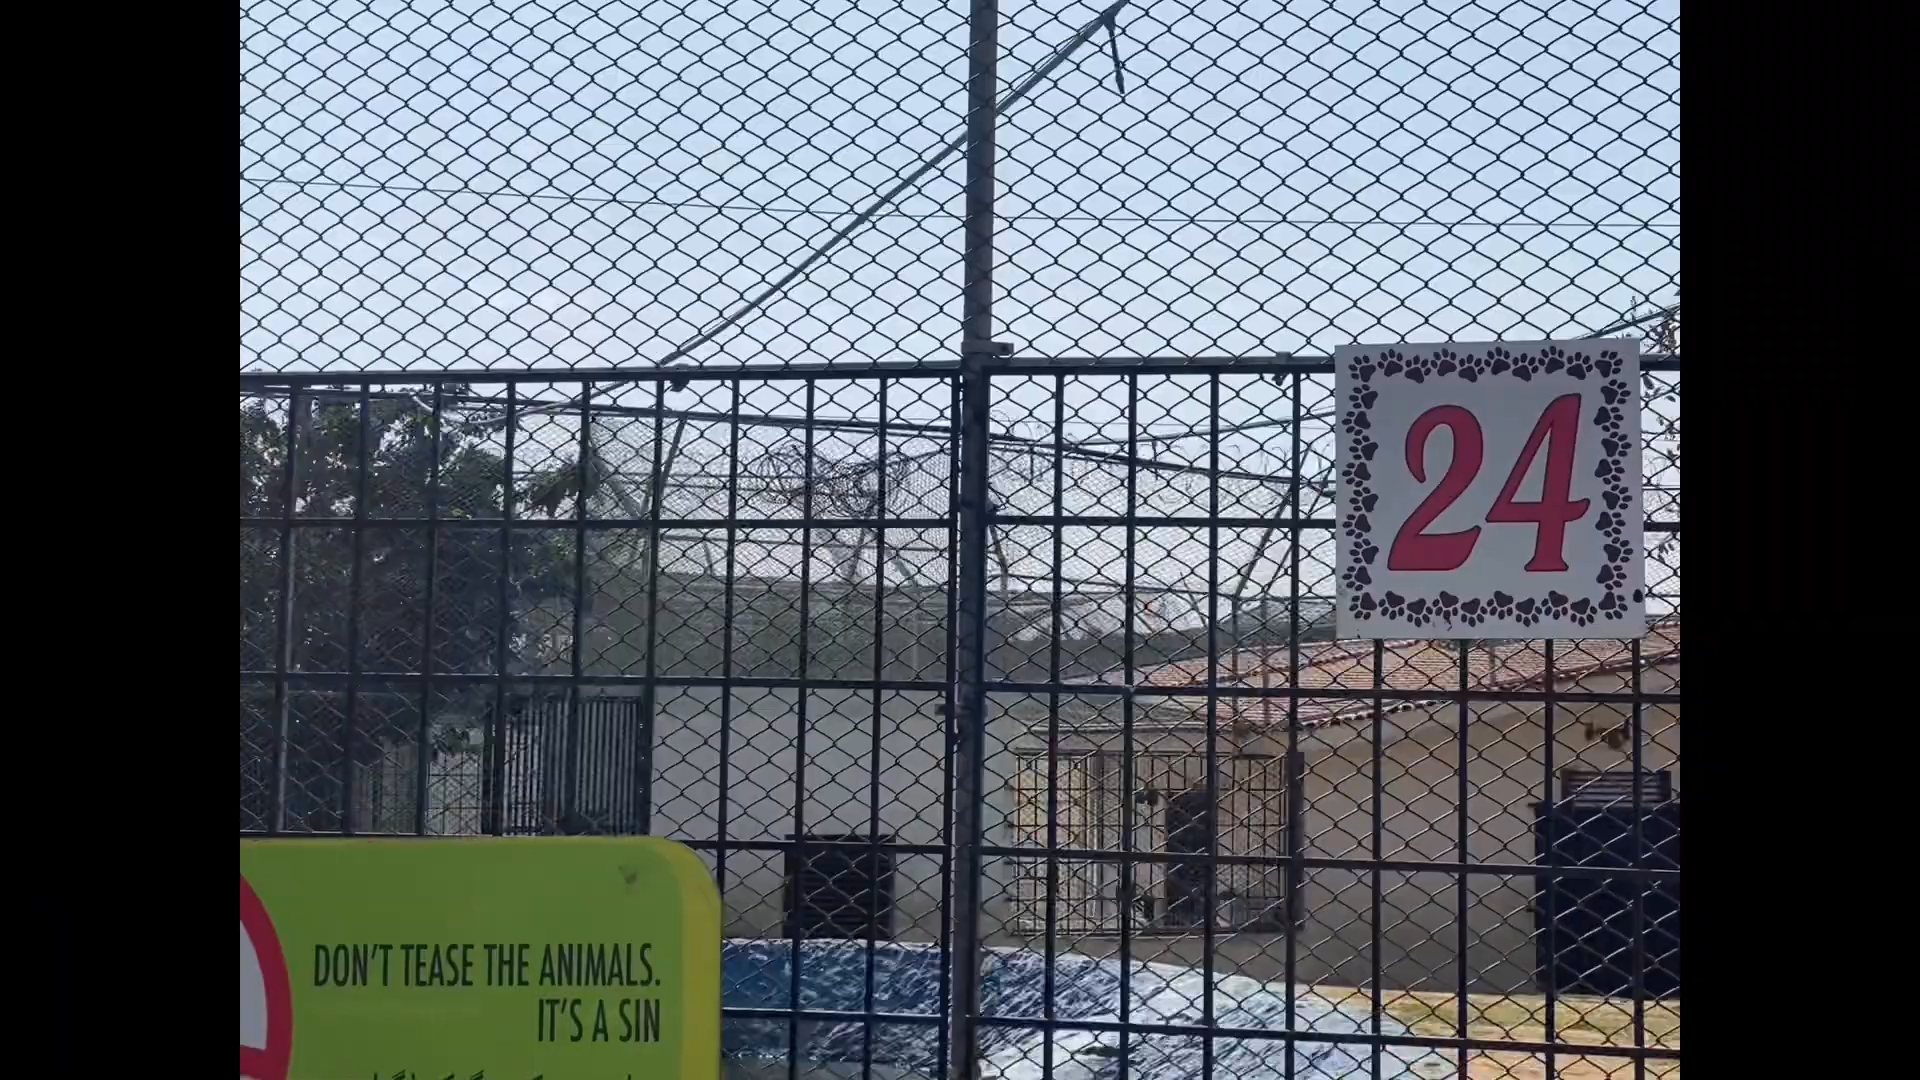 24
DON'T TEASE THE ANIMALS.
IT'S A SIN